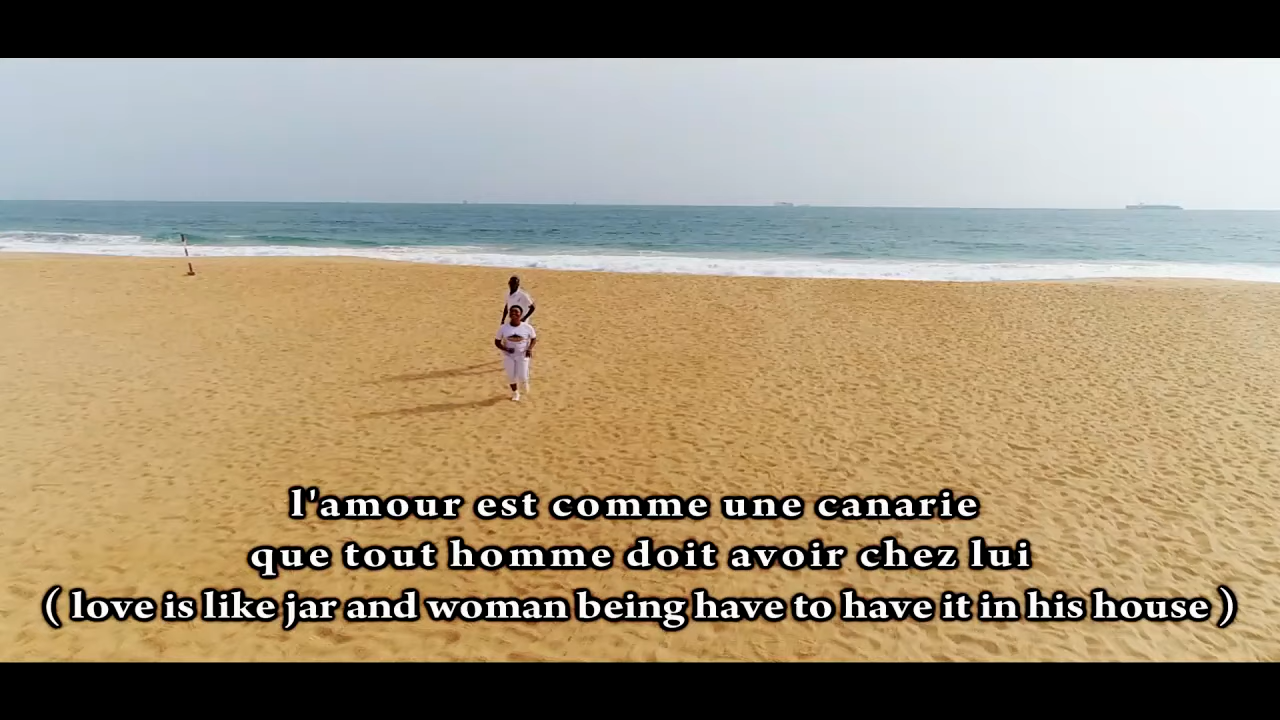 l'amour est comme une canarie
que tout homme doit avoir chez lui
( love is like jar and woman being have to have it in his house )